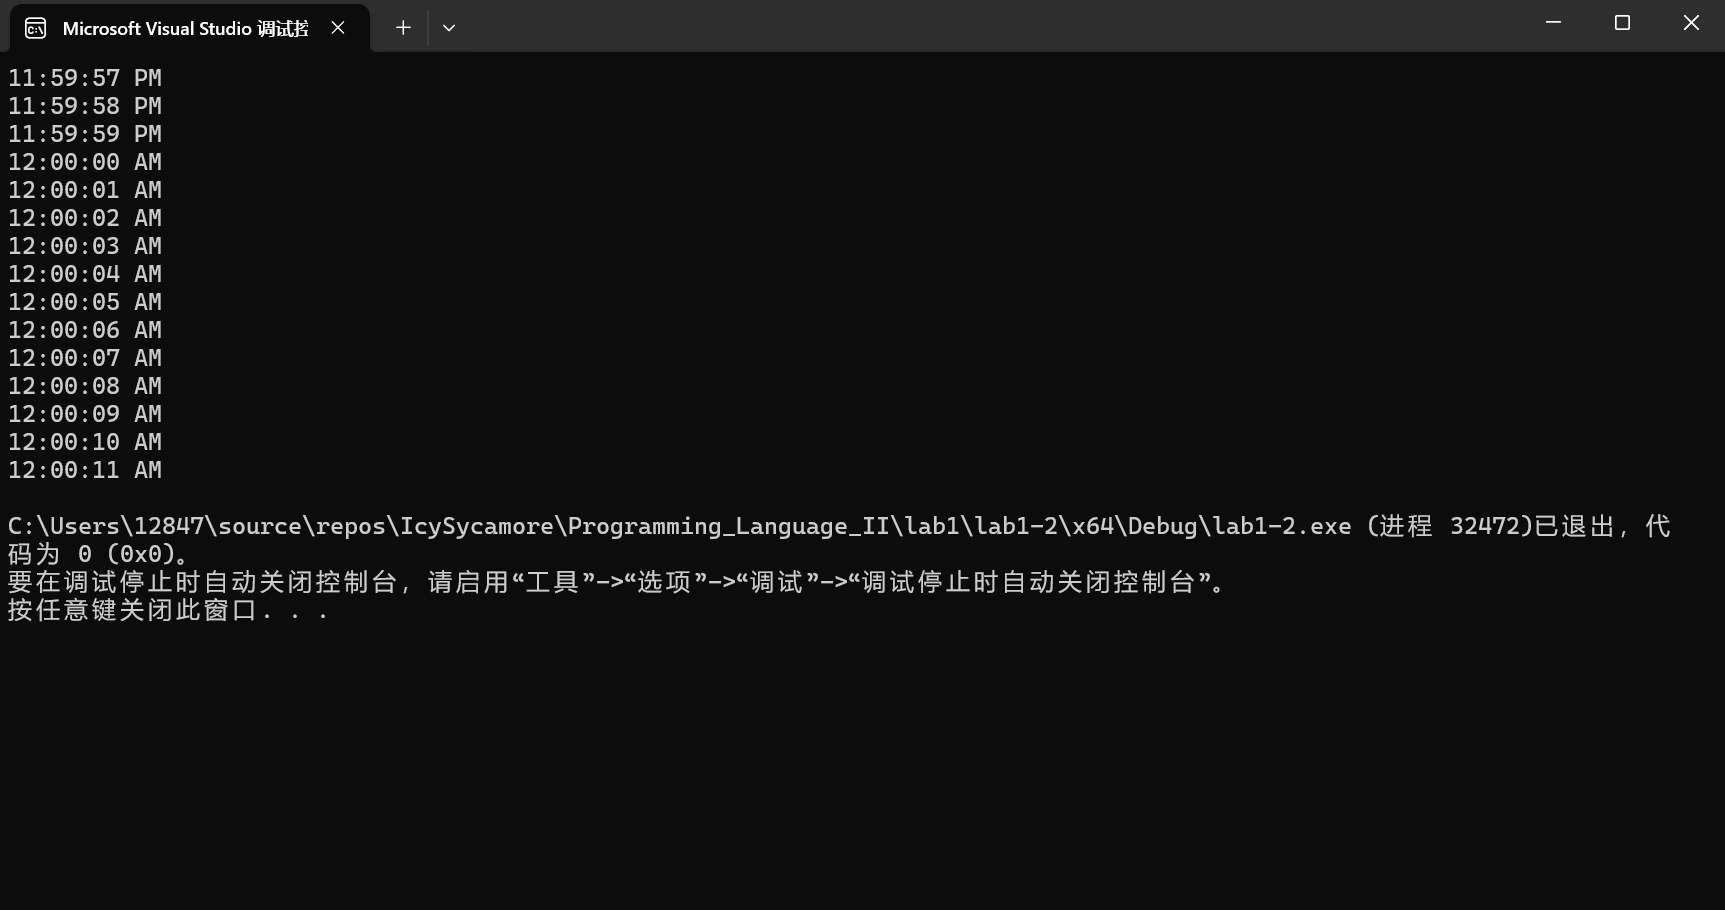 Microsoft Visual Studio 调试控
11:59:57 PM
11:59:58 PM
11:59:59 PM
12:00:00 AM
12:00:01 AM
12:00:02 AM
12:00:03 AM
12:00:04 AM
12:00:05 AM
12:00:06 AM
12:00:07 AM
12:00:08 AM
12:00:09 AM
12:00:10 AM
12:00:11 AM
C:\Users\12847\source\repos\IcySycamore\Programming_Language_II\lab1\lab1-2\x64\Debug\lab1-2.exe (进程 32472)已退出，代
码为 0 (0x0)。
要在调试停止时自动关闭控制台，请启用“工具”->“选项”->“调试”->“调试停止时自动关闭控制台”。
按任意键关闭此窗口. . .